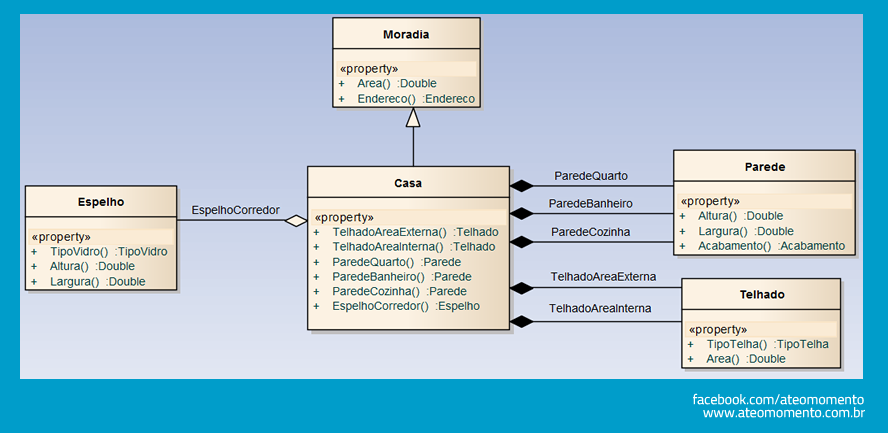 Moradia
«property»
+ Area() :Double
+ Endereco() :Endereco
Espelho
«property»
+ TipoVidro() :TipoVidro
+ Altura() :Double
+ Largura() :Double
EspelhoCorredor
Casa
«property»
+ TelhadoAreaExterna() :Telhado
+ TelhadoAreaInterna() :Telhado
+ ParedeQuarto() :Parede
+ ParedeBanheiro() :Parede
+ ParedeCozinha() :Parede
+ EspelhoCorredor() :Espelho
ParedeQuarto
ParedeBanheiro
ParedeCozinha
TelhadoAreaExterna
TelhadoAreaInterna
Parede
«property»
+ Altura() :Double
+ Largura() :Double
+ Acabamento() :Acabamento
Telhado
«property»
+ TipoTelha() :TipoTelha
+ Area() :Double
facebook.com/ateomomento
www.ateomomento.com.br